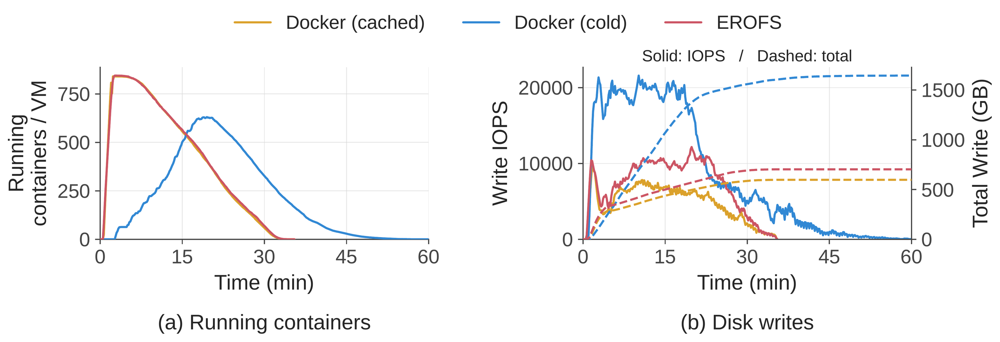 Docker (cached)
Docker (cold)
EROFS
Solid: IOPS / Dashed: total
Running
containers / VM
750
500
250
0
0
15
30
45
60
Time (min)
(a) Running containers
Write IOPS
20000
10000
0
0
15
30
45
60
Time (min)
1500
1000
500
0
Total Write (GB)
(b) Disk writes